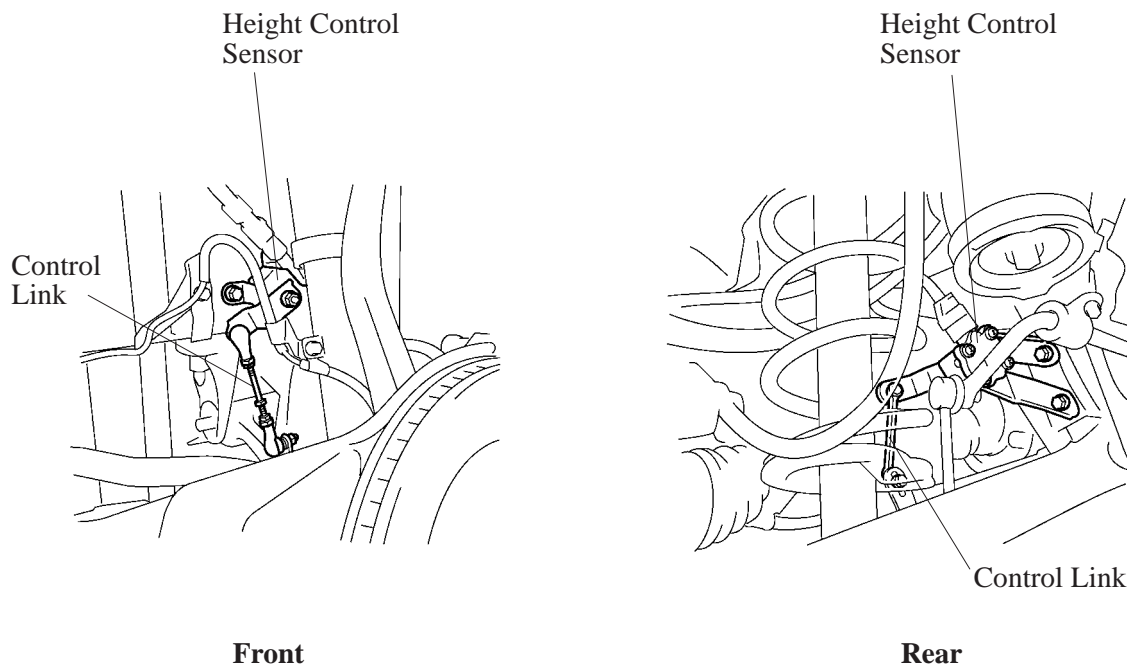 Height Control
Sensor
Height Control
Sensor
Control
Link
Control Link
Front
Rear